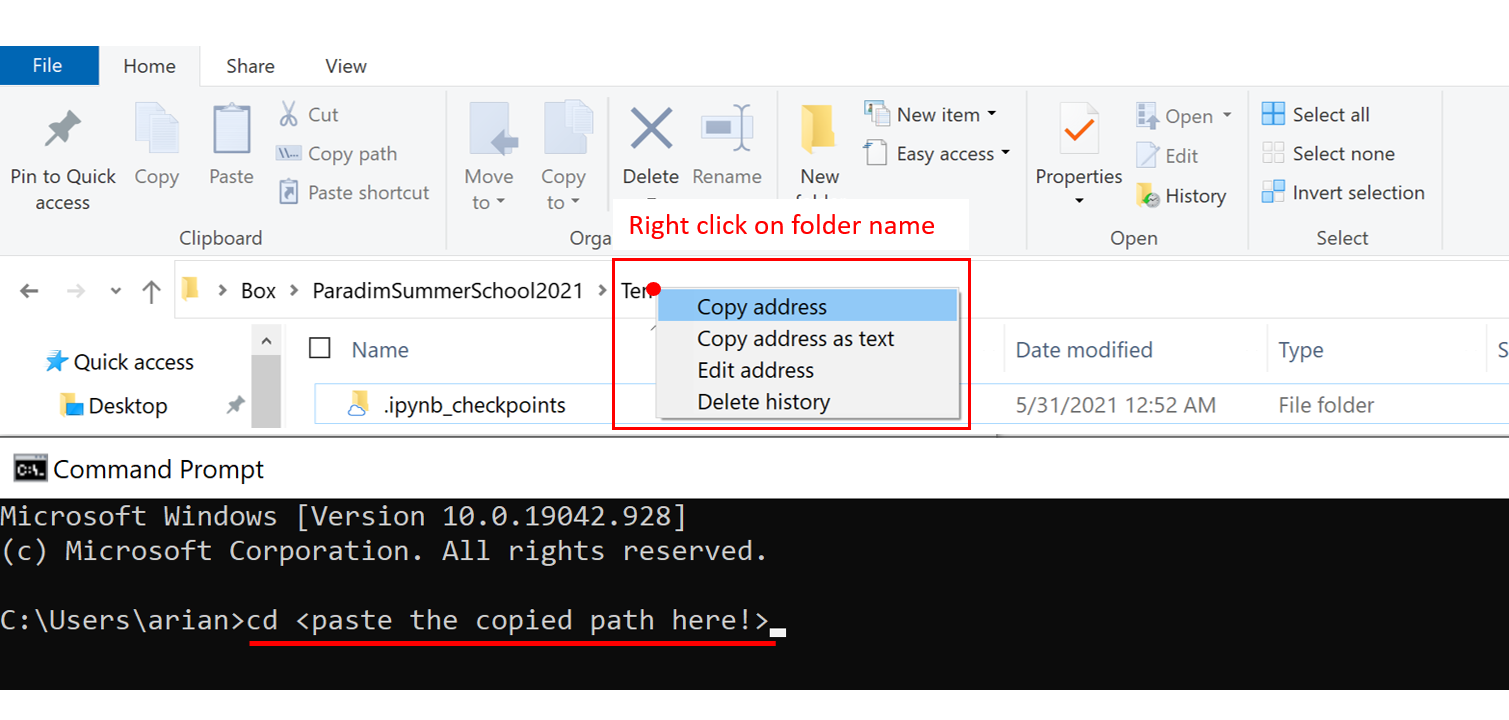 File Home Share View
Pin to Quick access
Copy
Paste
Cut
Copy path
Paste shortcut
Clipboard
Move to
Copy to
Delete
Rename
Orga
New
New item
Easy access
Properties
Open
Edit
History
Open
Select all
Select none
Invert selection
Select
Right click on folder name
Box ParadimSummerSchool2021
Copy address
Copy address as text
Edit address
Delete history
Quick access
Desktop
Name Date modified Type S
.ipynb_checkpoints 5/31/2021 12:52 AM File folder
C:\. Command Prompt
Microsoft Windows [Version 10.0.19042.928]
(c) Microsoft Corporation. All rights reserved.
C:\Users\arian>cd <paste the copied path here!>